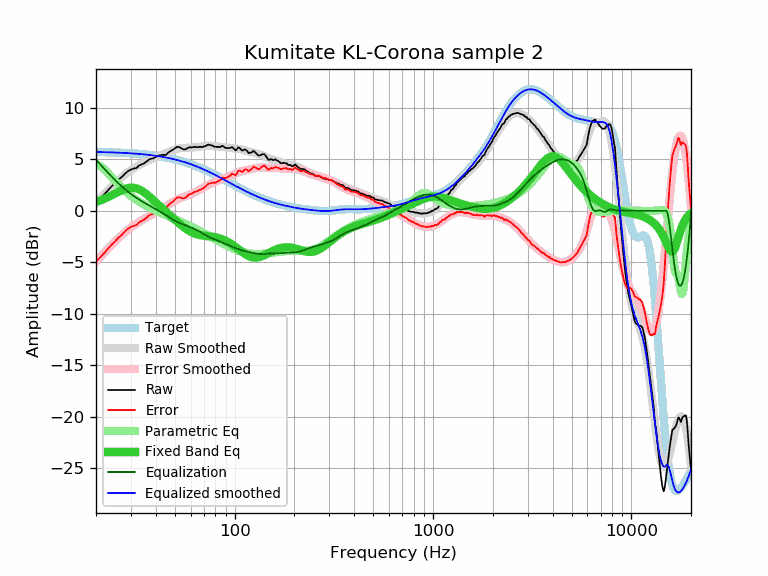 Kumitate KL-Corona sample 2
10
5
0
−5
−10
−15
−20
−25
Amplitude (dBr)
Target
Raw Smoothed
Error Smoothed
Raw
Error
Parametric Eq
Fixed Band Eq
Equalization
Equalized smoothed
100
1000
10000
Frequency (Hz)